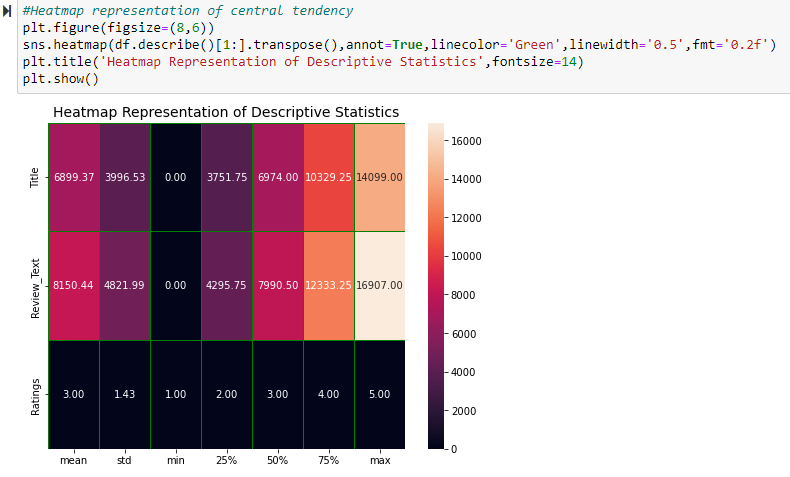 #Heatmap representation of central tendency
plt.figure(figsize=(8,6))
sns.heatmap(df.describe()[1:].transpose(),annot=True,linecolor='Green',linewidth='0.5',fmt='0.2f')
plt.title('Heatmap Representation of Descriptive Statistics',fontsize=14)
plt.show()
Heatmap Representation of Descriptive Statistics
Title 6899.37 3996.53 0.00 3751.75 6974.00 10329.25 14099.00
Review_Text 8150.44 4821.99 0.00 4295.75 7990.50 12333.25 16907.00
Ratings 3.00 1.43 1.00 2.00 3.00 4.00 5.00
mean std min 25% 50% 75% max
16000
14000
12000
10000
8000
6000
4000
2000
0